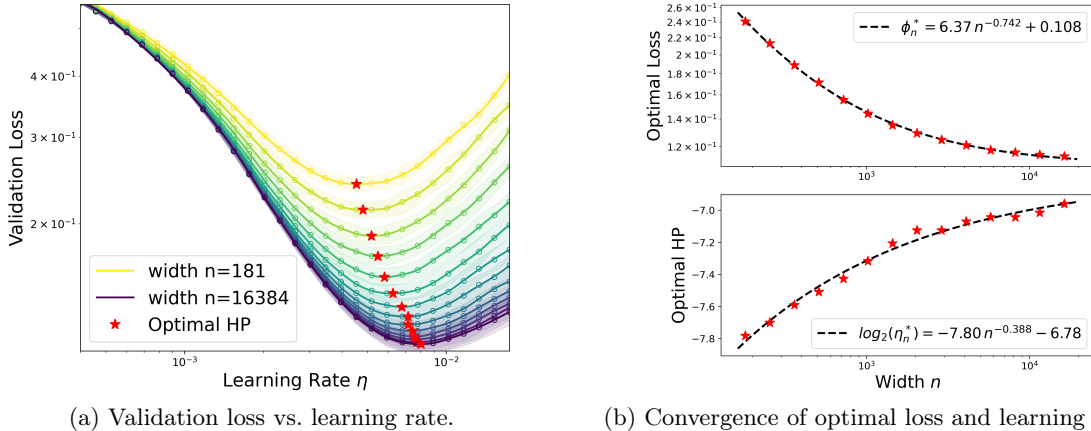 4 × 10⁻¹
3 × 10⁻¹
2 × 10⁻¹
Validation Loss
width n=181
width n=16384
Optimal HP
10⁻³
10⁻²
Learning Rate η
(a) Validation loss vs. learning rate.
2.6 × 10⁻¹
2.4 × 10⁻¹
2.2 × 10⁻¹
2 × 10⁻¹
1.8 × 10⁻¹
1.6 × 10⁻¹
1.4 × 10⁻¹
1.2 × 10⁻¹
Optimal Loss
ϕ*ₙ = 6.37 n⁻⁰·⁷⁴² + 0.108
10³
10⁴
−7.0
−7.2
−7.4
−7.6
−7.8
Optimal HP
log₂(η*ₙ) = −7.80 n⁻⁰·³⁸⁸ − 6.78
10³
10⁴
Width n
(b) Convergence of optimal loss and learning